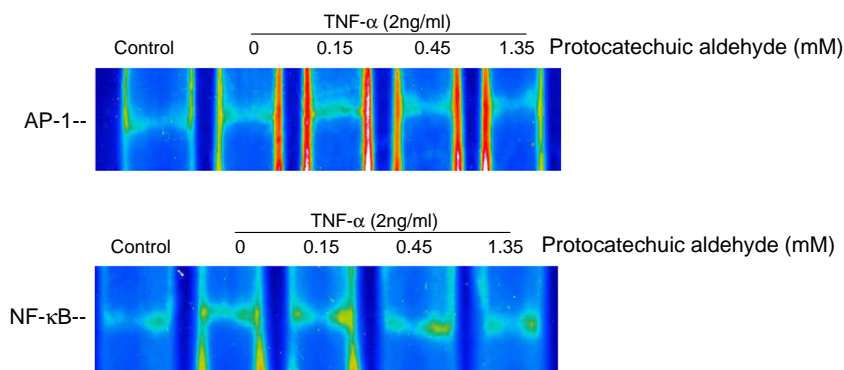 TNF-α (2ng/ml)
Control 0 0.15 0.45 1.35 Protocatechuic aldehyde (mM)
AP-1--
TNF-α (2ng/ml)
Control 0 0.15 0.45 1.35 Protocatechuic aldehyde (mM)
NF-κB--